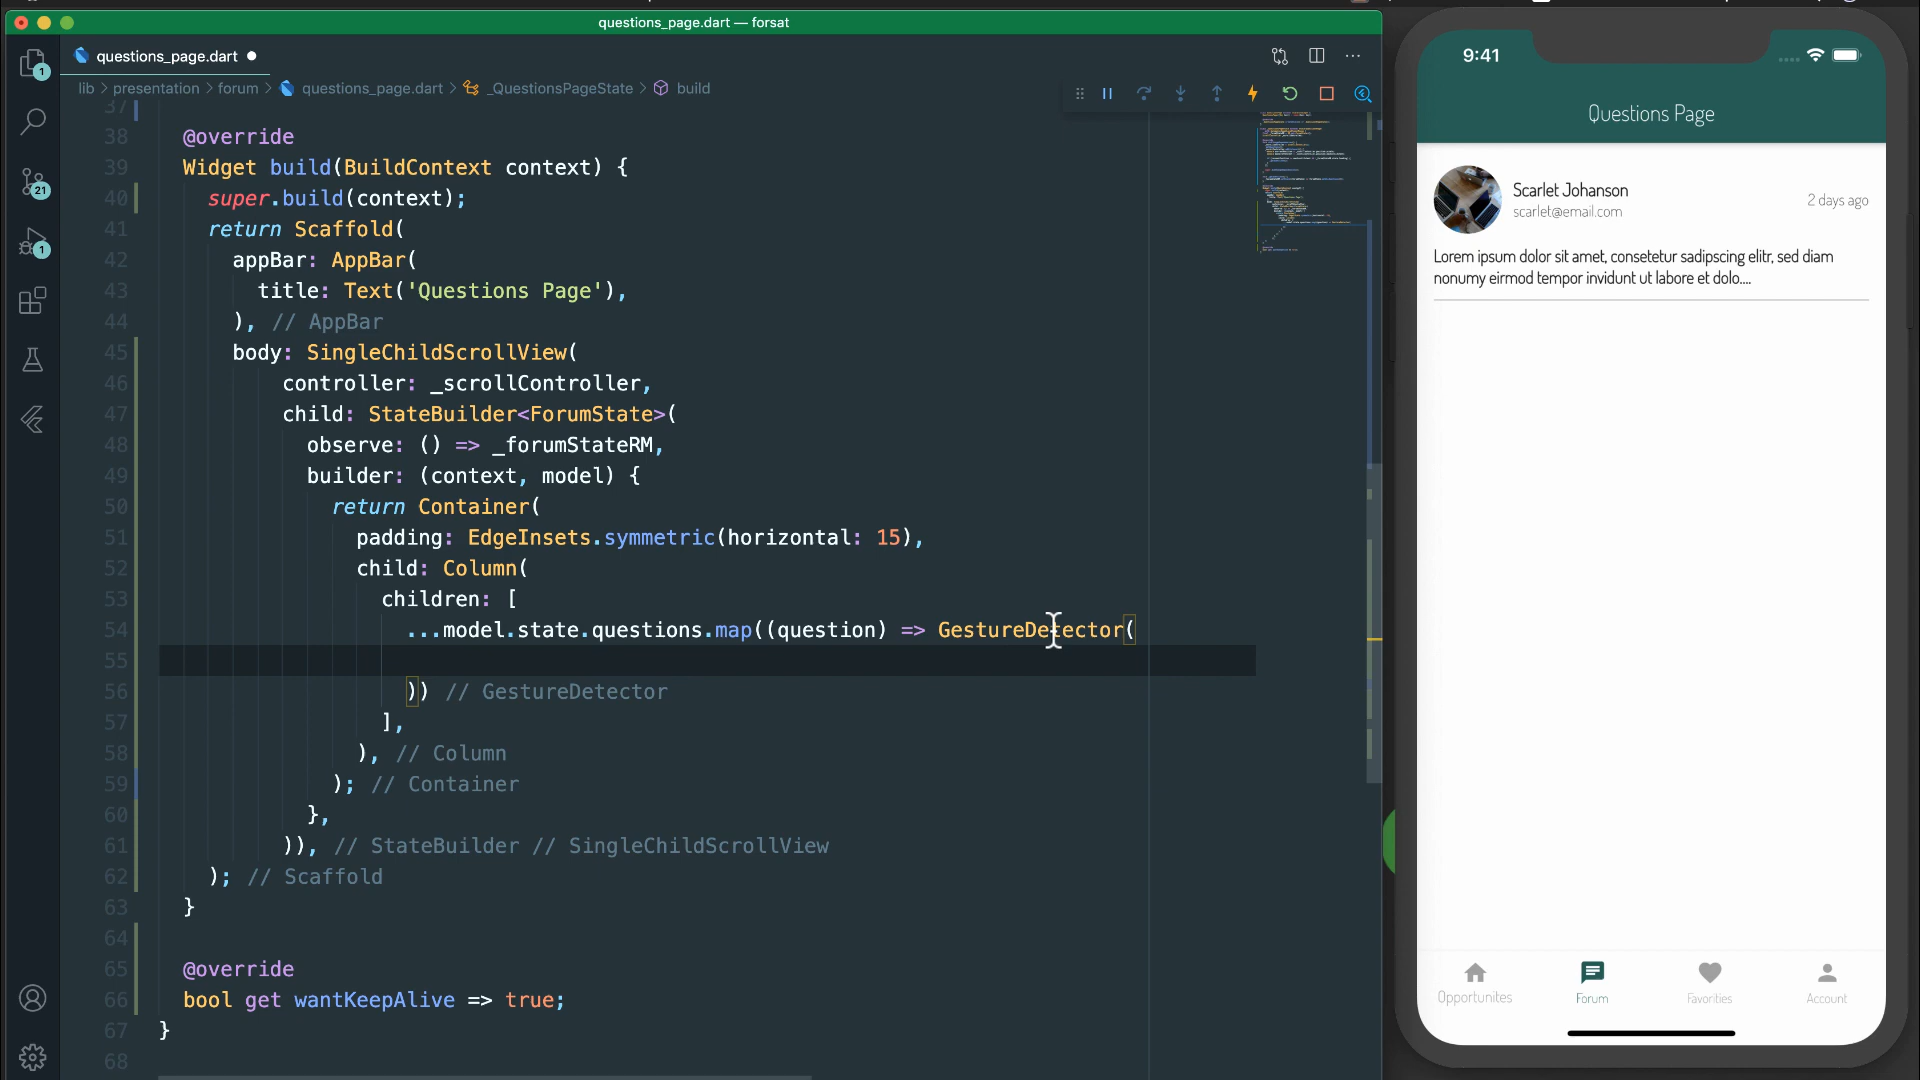 questions_page.dart — forsat
questions_page.dart
lib > presentation > forum > questions_page.dart > _QuestionsPageState > build
37
38 @override
39 Widget build(BuildContext context) {
40 super.build(context);
41 return Scaffold(
42 appBar: AppBar(
43 title: Text('Questions Page'),
44 ), // AppBar
45 body: SingleChildScrollView(
46 controller: _scrollController,
47 child: StateBuilder<ForumState>(
48 observe: () => _forumStateRM,
49 builder: (context, model) {
50 return Container(
51 padding: EdgeInsets.symmetric(horizontal: 15),
52 child: Column(
53 children: [
54 ...model.state.questions.map((question) => GestureDetector(
55
56 )) // GestureDetector
57 ],
58 ), // Column
59 ); // Container
60 },
61 )), // StateBuilder // SingleChildScrollView
62 ); // Scaffold
63 }
64
65 @override
66 bool get wantKeepAlive => true;
67 }
68
1
21
1
9:41
Questions Page
Scarlet Johanson
scarlet@email.com
2 days ago
Lorem ipsum dolor sit amet, consetetur sadipscing elitr, sed diam
nonumy eirmod tempor invidunt ut labore et dolo....
Opportunites
Forum
Favorities
Account